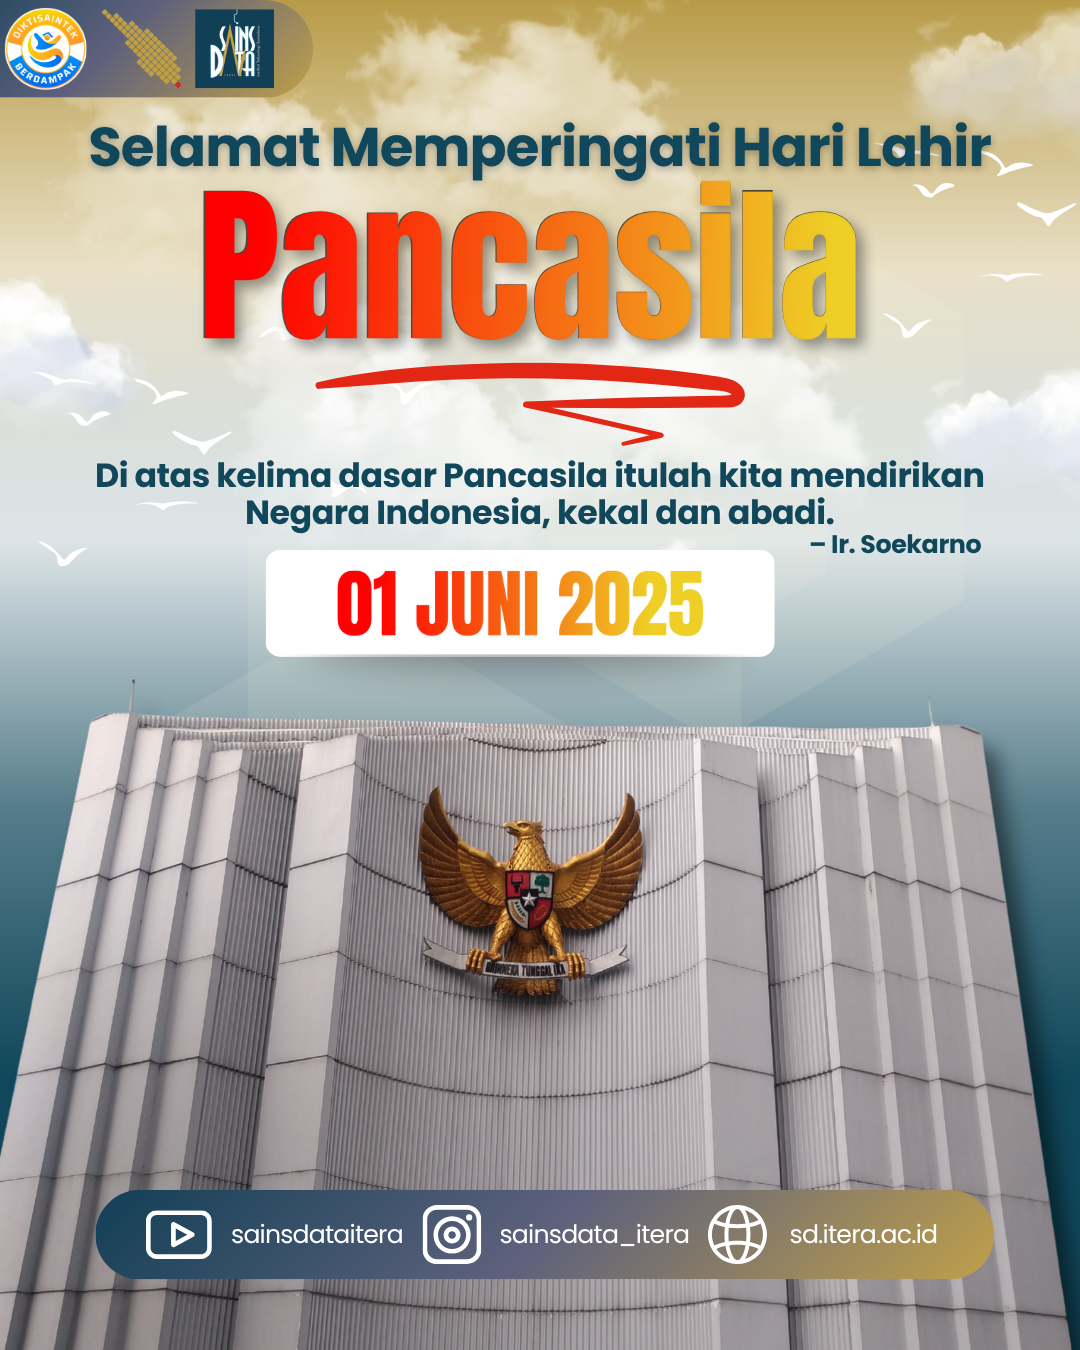 DIKTISAINTEK
BERDAMPAK
SAINS
DATA
Selamat Memperingati Hari Lahir
Pancasila
Di atas kelima dasar Pancasila itulah kita mendirikan
Negara Indonesia, kekal dan abadi.
– Ir. Soekarno
01 JUNI 2025
BHINNEKA TUNGGAL IKA
sainsdataitera
sainsdata_itera
sd.itera.ac.id